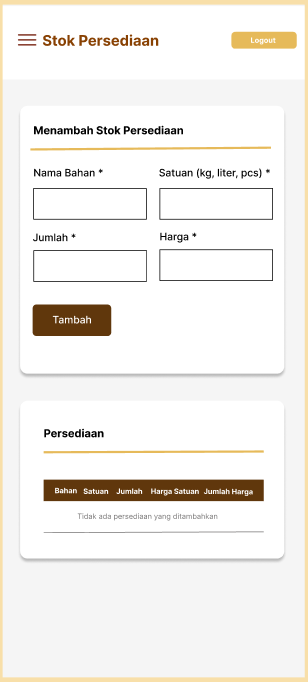 Stok Persediaan
Logout
Menambah Stok Persediaan
Nama Bahan * Satuan (kg, liter, pcs) *
Jumlah * Harga *
Tambah
Persediaan
Bahan Satuan Jumlah Harga Satuan Jumlah Harga
Tidak ada persediaan yang ditambahkan